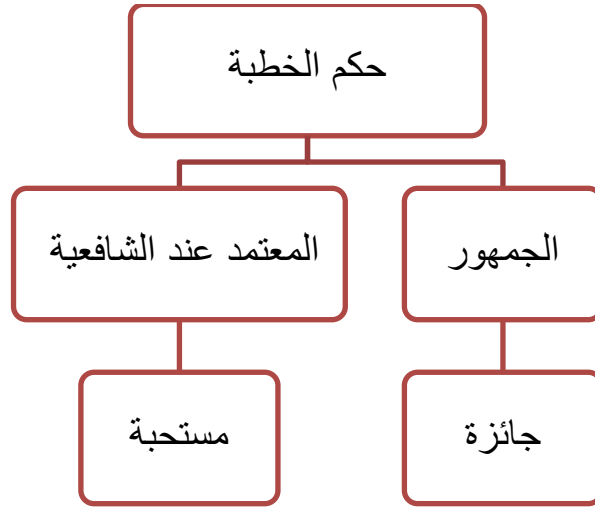 حكم الخطبة
الجمهور
المعتمد عند الشافعية
جائزة
مستحبة